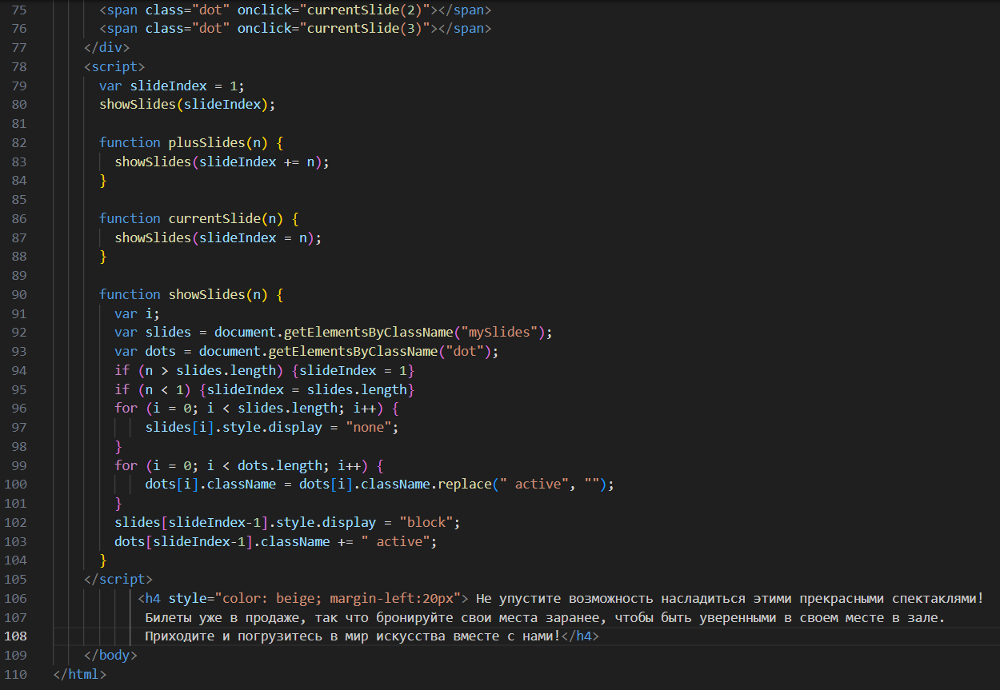 75 <span class="dot" onclick="currentSlide(2)"></span>
76 <span class="dot" onclick="currentSlide(3)"></span>
77 </div>
78 <script>
79 var slideIndex = 1;
80 showSlides(slideIndex);
81
82 function plusSlides(n) {
83 showSlides(slideIndex += n);
84 }
85
86 function currentSlide(n) {
87 showSlides(slideIndex = n);
88 }
89
90 function showSlides(n) {
91 var i;
92 var slides = document.getElementsByClassName("mySlides");
93 var dots = document.getElementsByClassName("dot");
94 if (n > slides.length) {slideIndex = 1}
95 if (n < 1) {slideIndex = slides.length}
96 for (i = 0; i < slides.length; i++) {
97 slides[i].style.display = "none";
98 }
99 for (i = 0; i < dots.length; i++) {
100 dots[i].className = dots[i].className.replace(" active", "");
101 }
102 slides[slideIndex-1].style.display = "block";
103 dots[slideIndex-1].className += " active";
104 }
105 </script>
106 <h4 style="color: beige; margin-left:20px"> Не упустите возможность насладиться этими прекрасными спектаклями!
107 Билеты уже в продаже, так что бронируйте свои места заранее, чтобы быть уверенными в своем месте в зале.
108 Приходите и погрузитесь в мир искусства вместе с нами!</h4>
109 </body>
110 </html>